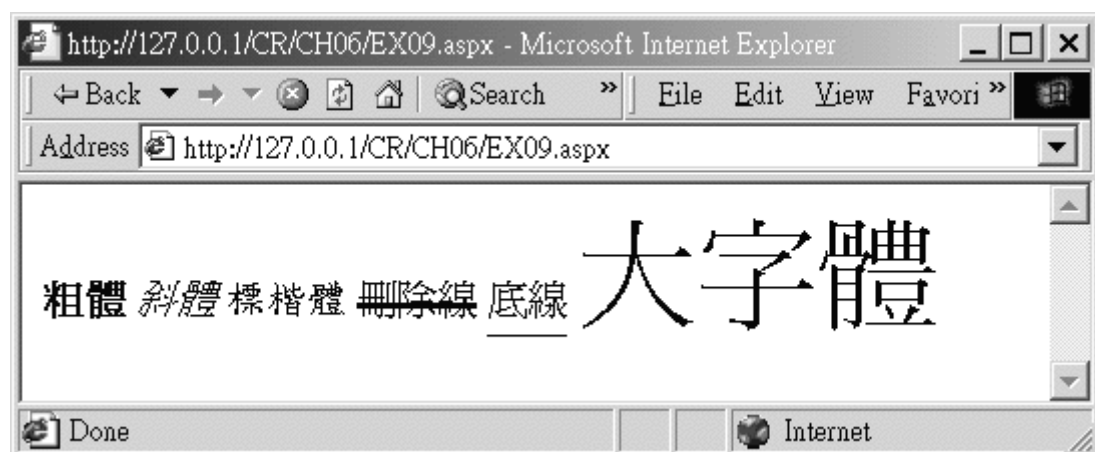 http://127.0.0.1/CR/CH06/EX09.aspx - Microsoft Internet Explorer
Back Search » File Edit View Favori »
Address http://127.0.0.1/CR/CH06/EX09.aspx
粗體 斜體 標楷體 刪除線 底線 大字體
Done Internet